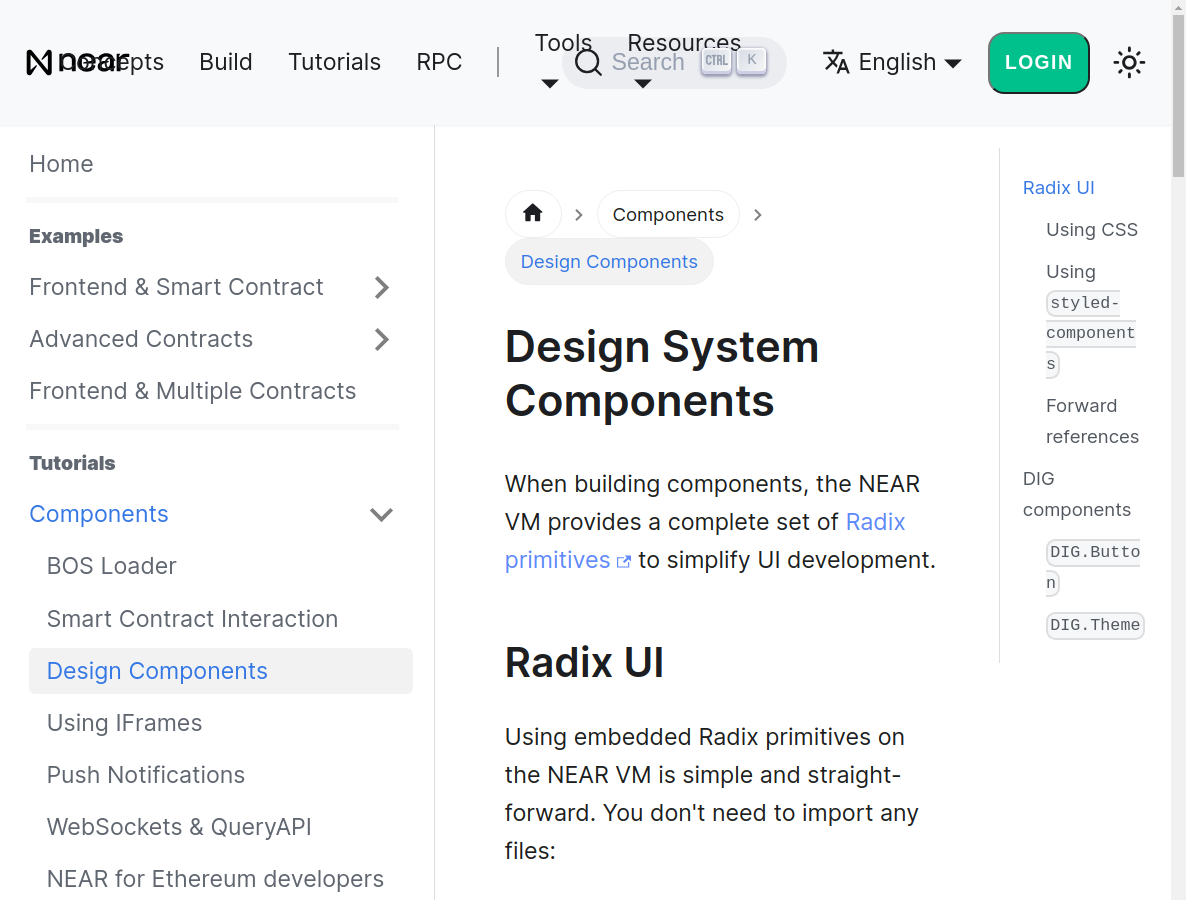 near
Concepts
Build
Tutorials
RPC
Tools
Resources
Search
CTRL
K
English
LOGIN
Home
Examples
Frontend & Smart Contract
Advanced Contracts
Frontend & Multiple Contracts
Tutorials
Components
BOS Loader
Smart Contract Interaction
Design Components
Using IFrames
Push Notifications
WebSockets & QueryAPI
NEAR for Ethereum developers
Components
Design Components
Design System
Components
When building components, the NEAR
VM provides a complete set of Radix
primitives to simplify UI development.
Radix UI
Using embedded Radix primitives on
the NEAR VM is simple and straight-
forward. You don't need to import any
files:
Radix UI
Using CSS
Using
styled-
component
s
Forward
references
DIG
components
DIG.Butto
n
DIG.Theme